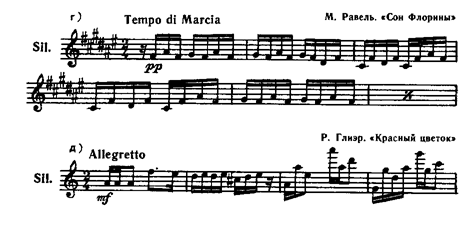 г) Tempo di Marcia М. Равель. «Сон Флорины»
Sil.
pp
д) Allegretto Р. Глиэр. «Красный цветок»
Sil.
mf